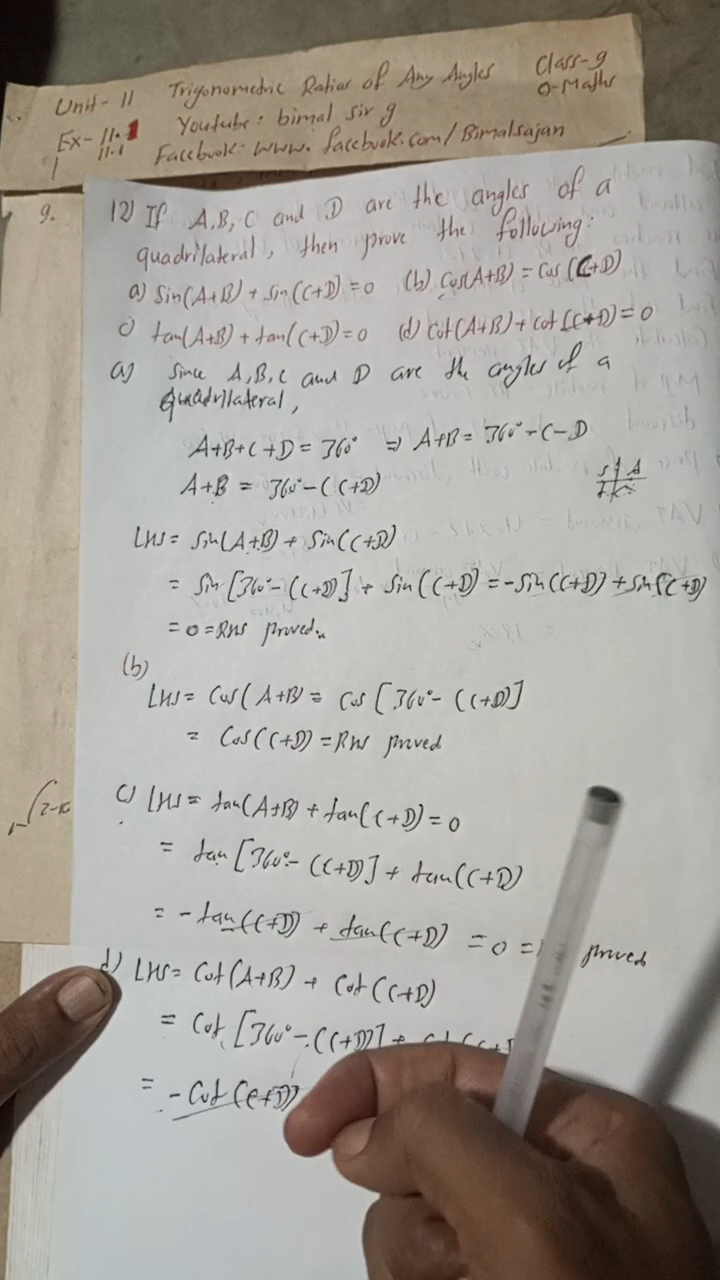 Unit-11 Trigonometric Ratios of Any Angles Class-9
Ex-11.1 Youtube: bimal sir g O-Maths
11.1
1 Facebook: www.facebook.com/Bimalsajan
9.
12) If A,B,C and D are the angles of a
quadrilateral, then prove the following:
a) Sin(A+B) + Sin(C+D) = 0 (b) Cos(A+B) = Cos(C+D)
c) tan(A+B) + tan(C+D) = 0 (d) Cot(A+B) + Cot(C+D) = 0
a) Since A,B,C and D are the angles of a
quadrilateral,
A+B+C+D = 360° ⇒ A+B = 360°-C-D
A+B = 360°-(C+D)
S A
LHS = Sin(A+B) + Sin(C+D)
= Sin[360°-(C+D)] + Sin(C+D) = -Sin(C+D) + Sin(C+D)
= 0 = RHS proved.
(b)
LHS = Cos(A+B) = Cos[360°-(C+D)]
= Cos(C+D) = RHS proved
c) LHS = tan(A+B) + tan(C+D) = 0
= tan[360°-(C+D)] + tan(C+D)
= -tan(C+D) + tan(C+D) = 0 = proved
d) LHS = Cot(A+B) + Cot(C+D)
= Cot[360°-(C+D)] +
= -Cot(C+D)